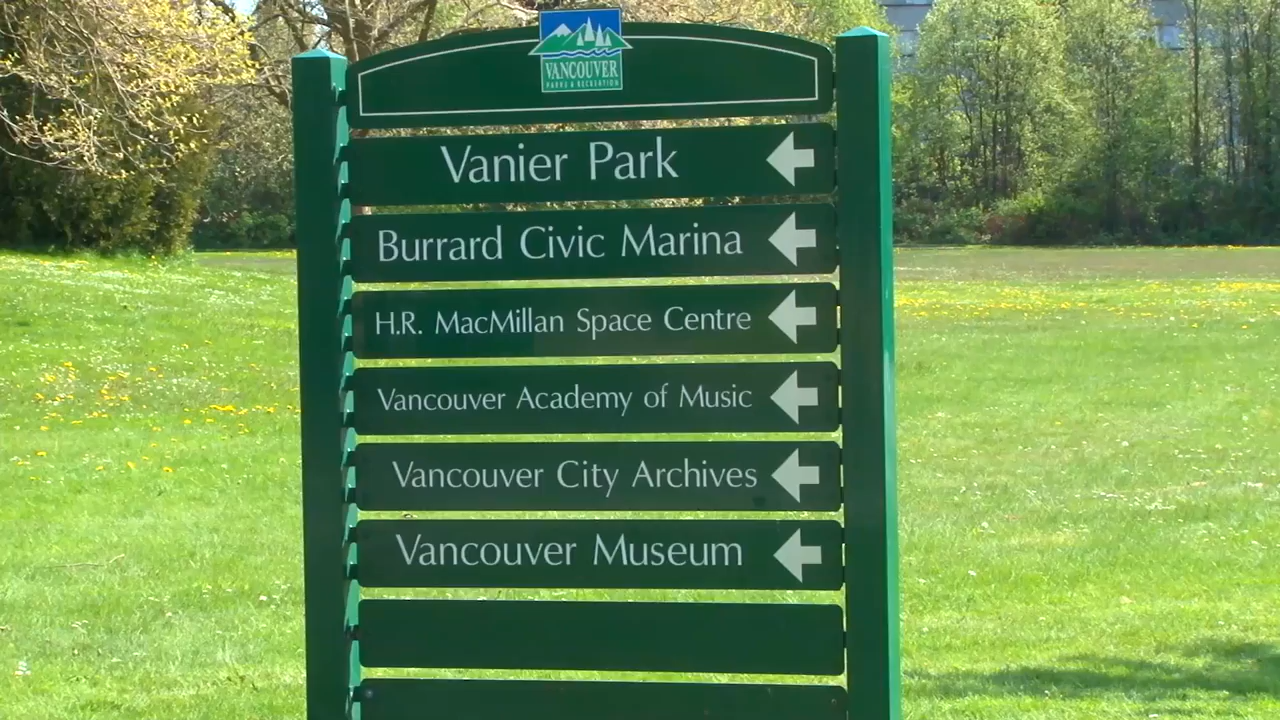 VANCOUVER
PARKS & RECREATION
Vanier Park
Burrard Civic Marina
H.R. MacMillan Space Centre
Vancouver Academy of Music
Vancouver City Archives
Vancouver Museum